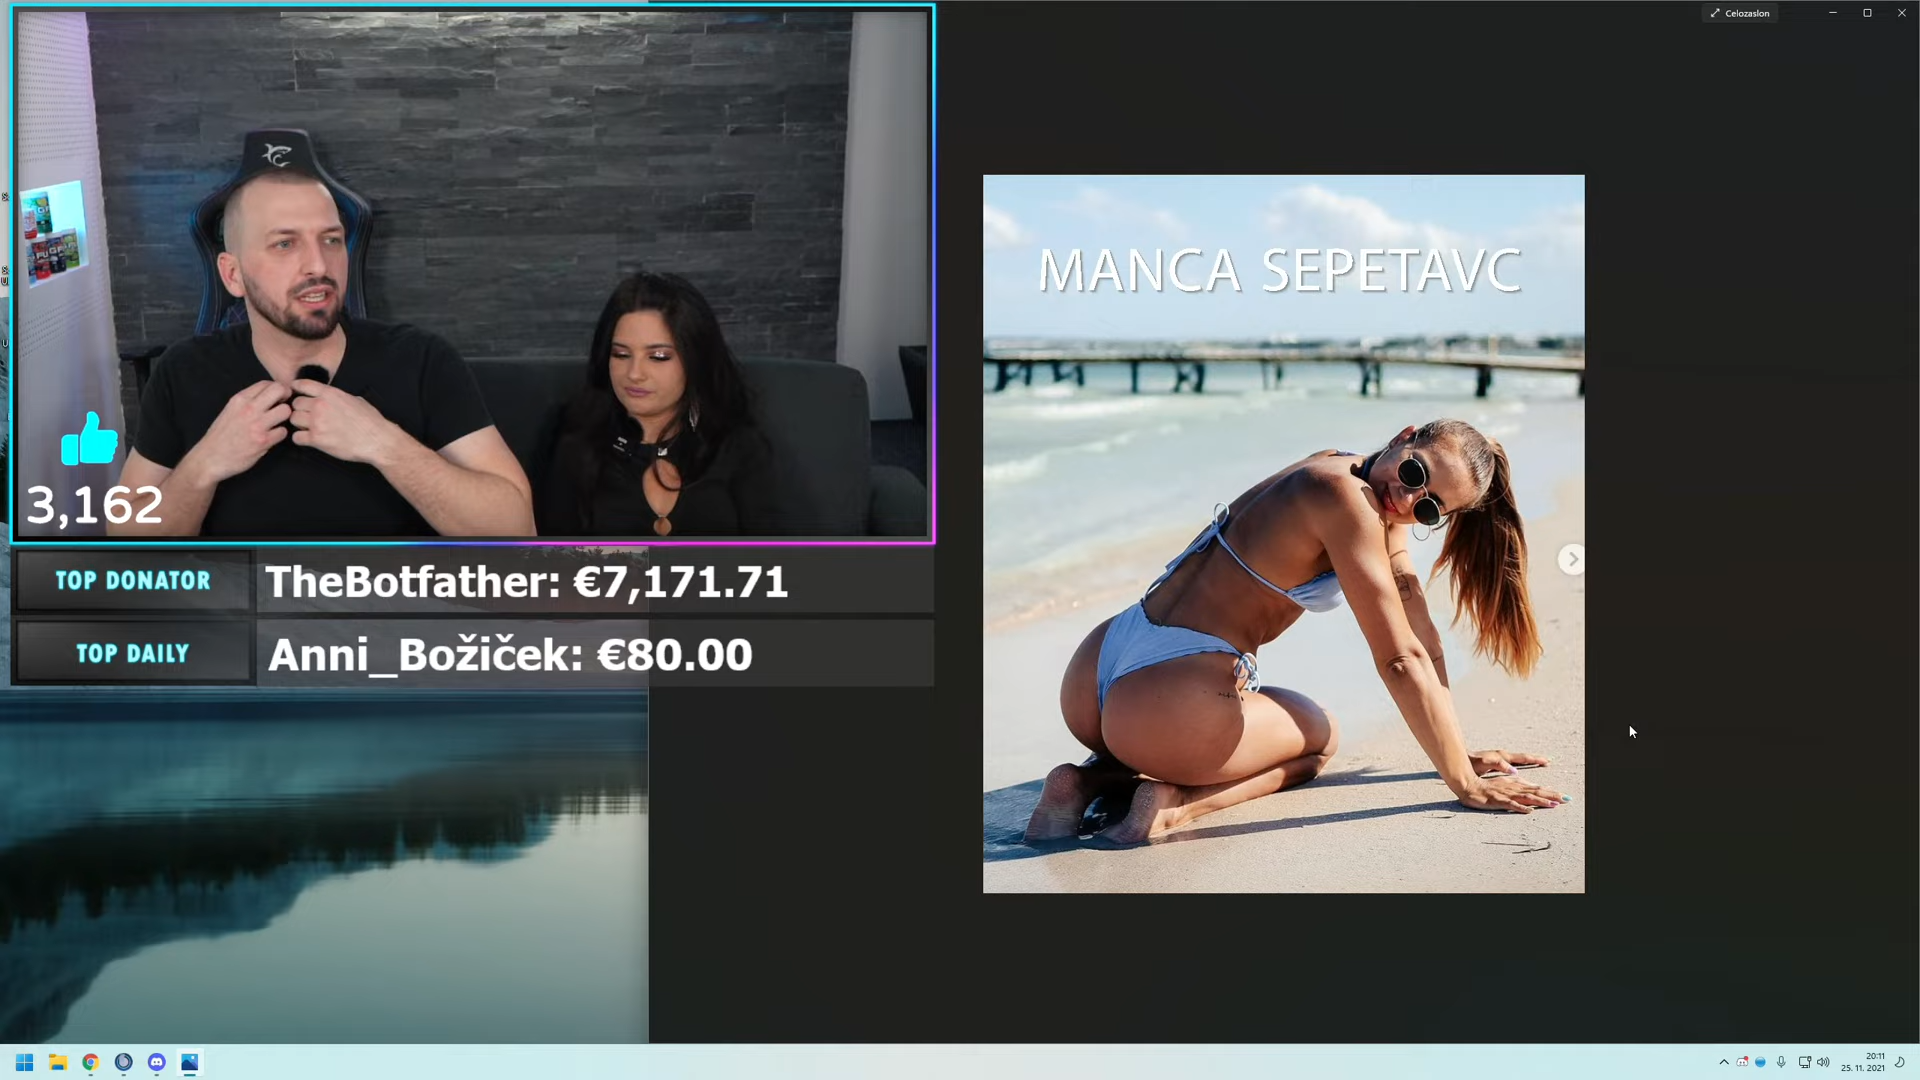 Celozaslon
MANCA SEPETAVC
3,162
TOP DONATOR
TheBotfather: €7,171.71
TOP DAILY
Anni_Božiček: €80.00
20:11
25. 11. 2021